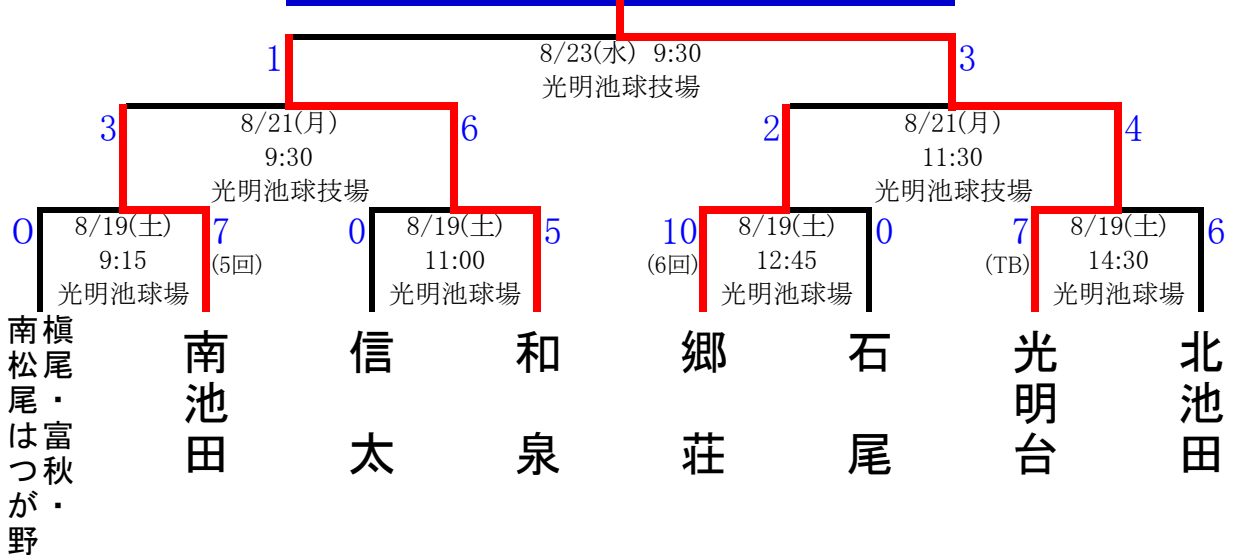 1
8/23(水) 9:30
光明池球技場
3
3
8/21(月)
9:30
光明池球技場
6
2
8/21(月)
11:30
光明池球技場
4
0
8/19(土)
9:15
光明池球場
7
(5回)
0
8/19(土)
11:00
光明池球場
5
10
(6回)
8/19(土)
12:45
光明池球場
0
7
(TB)
8/19(土)
14:30
光明池球場
6
槇尾・富秋・
南松尾はつが野
南池田
信太
和泉
郷荘
石尾
光明台
北池田